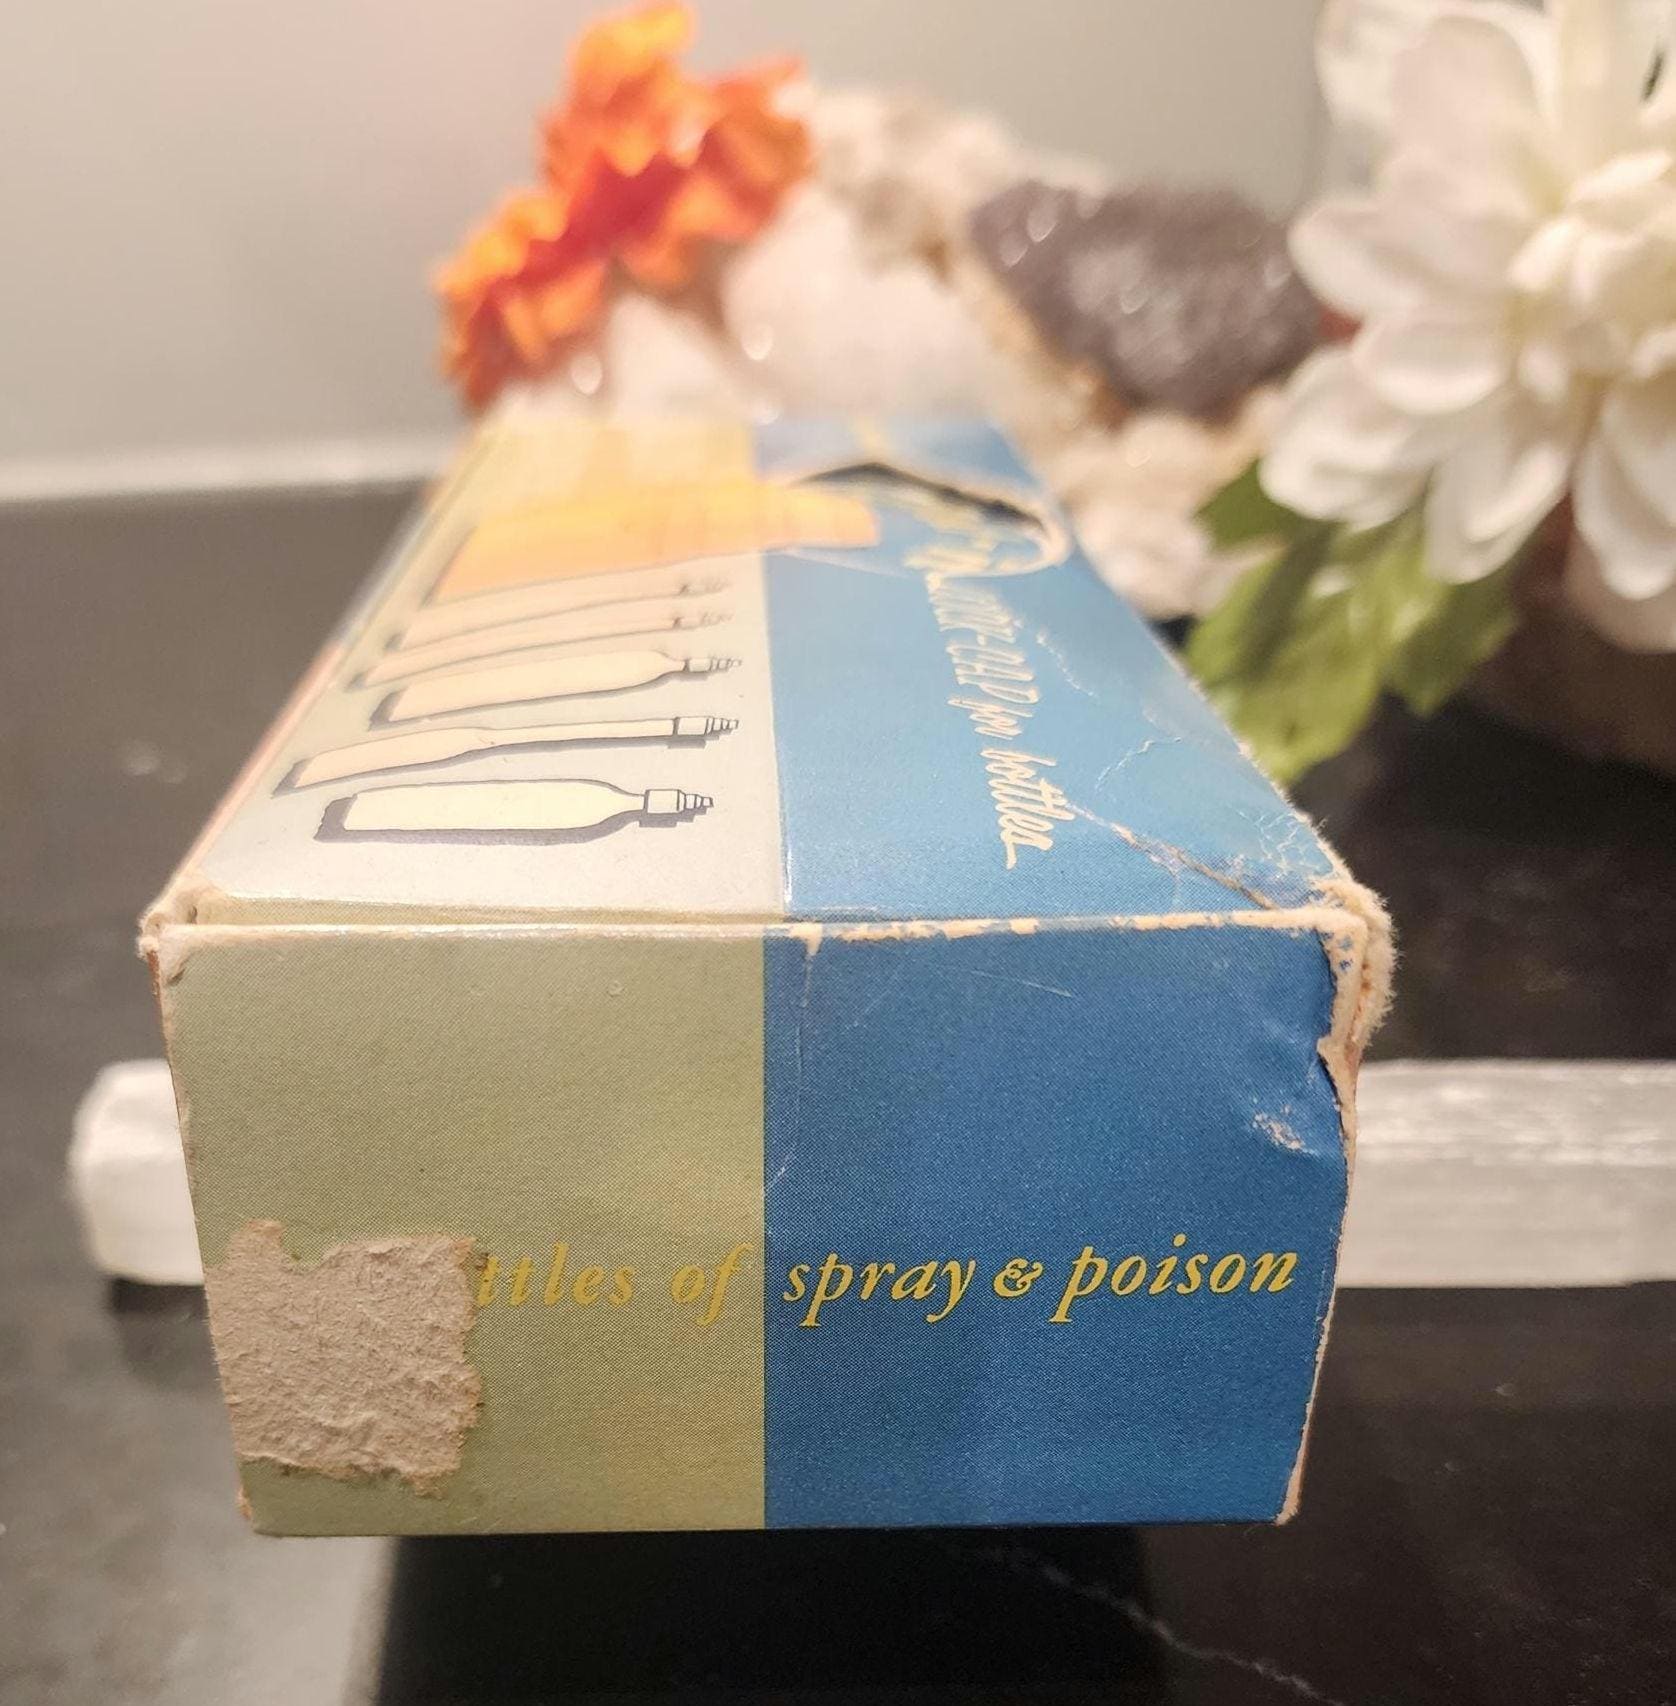 CAP for bottles
ttles of spray & poison